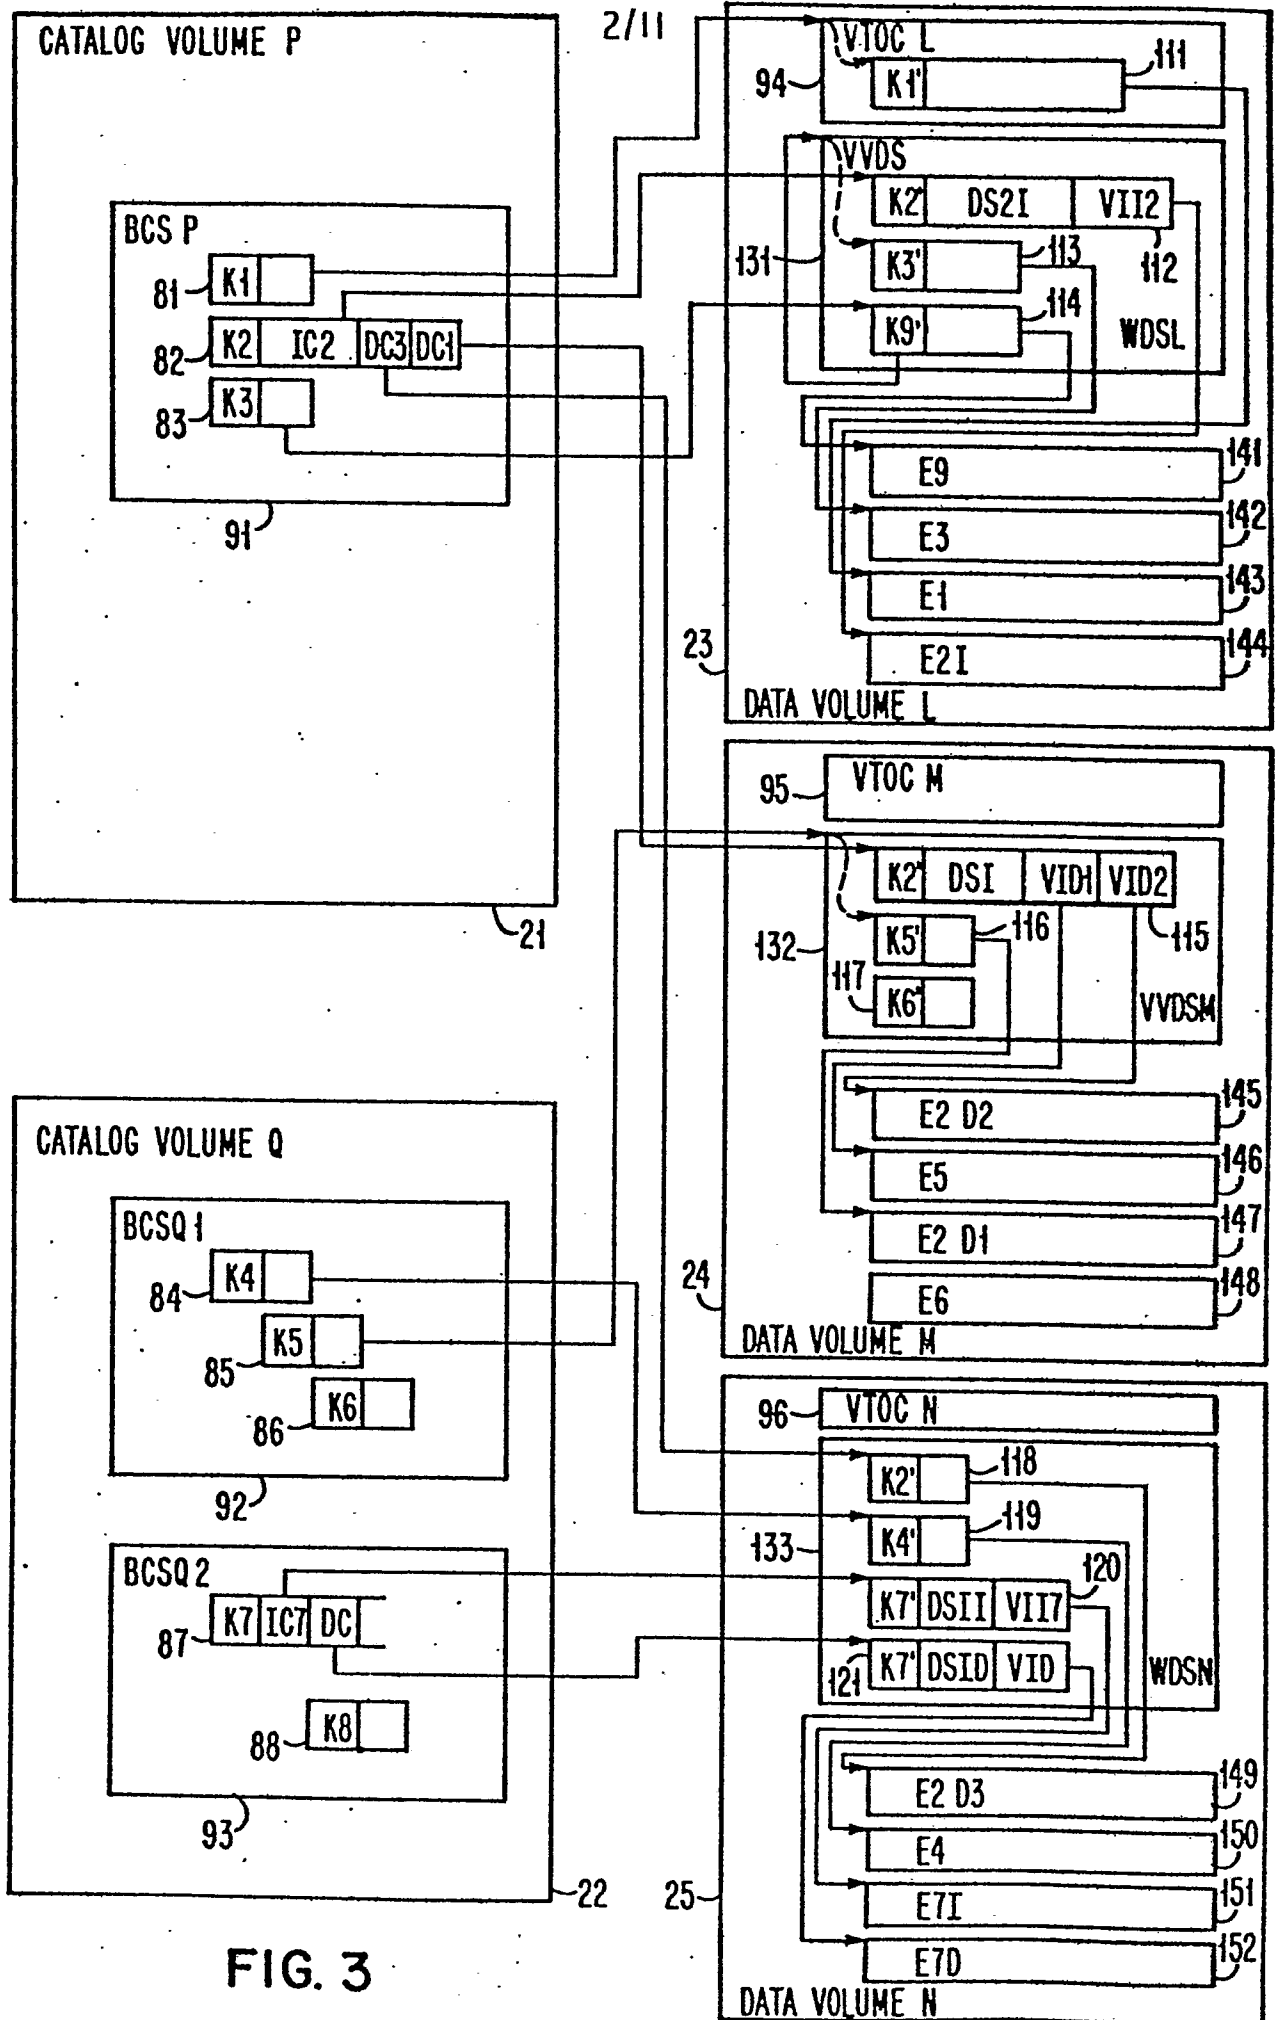 2/11
CATALOG VOLUME P
BCS P
81 K1
82 K2 IC2 DC3 DC1
83 K3
91
21
CATALOG VOLUME Q
BCSQ1
84 K4
85 K5
86 K6
92
BCSQ2
87 K7 IC7 DC
88 K8
93
22
FIG. 3
VTOC L
94 K1' 111
VVDS
K2' DS2I VII2
131 K3' 113 112
K9' 114
WDSL
E9 141
E3 142
E1 143
E2I 144
23
DATA VOLUME L
VTOC M
95
K2' DSI VID1 VID2
132 K5' 116 115
117 K6'
VVDSM
E2 D2 145
E5 146
E2 D1 147
E6 148
24
DATA VOLUME M
VTOC N
96
K2' 118
133 K4' 119
K7' DSII VII7 120
121 K7' DSID VID
WDSN
E2 D3 149
E4 150
E7I 151
E7D 152
25
DATA VOLUME N